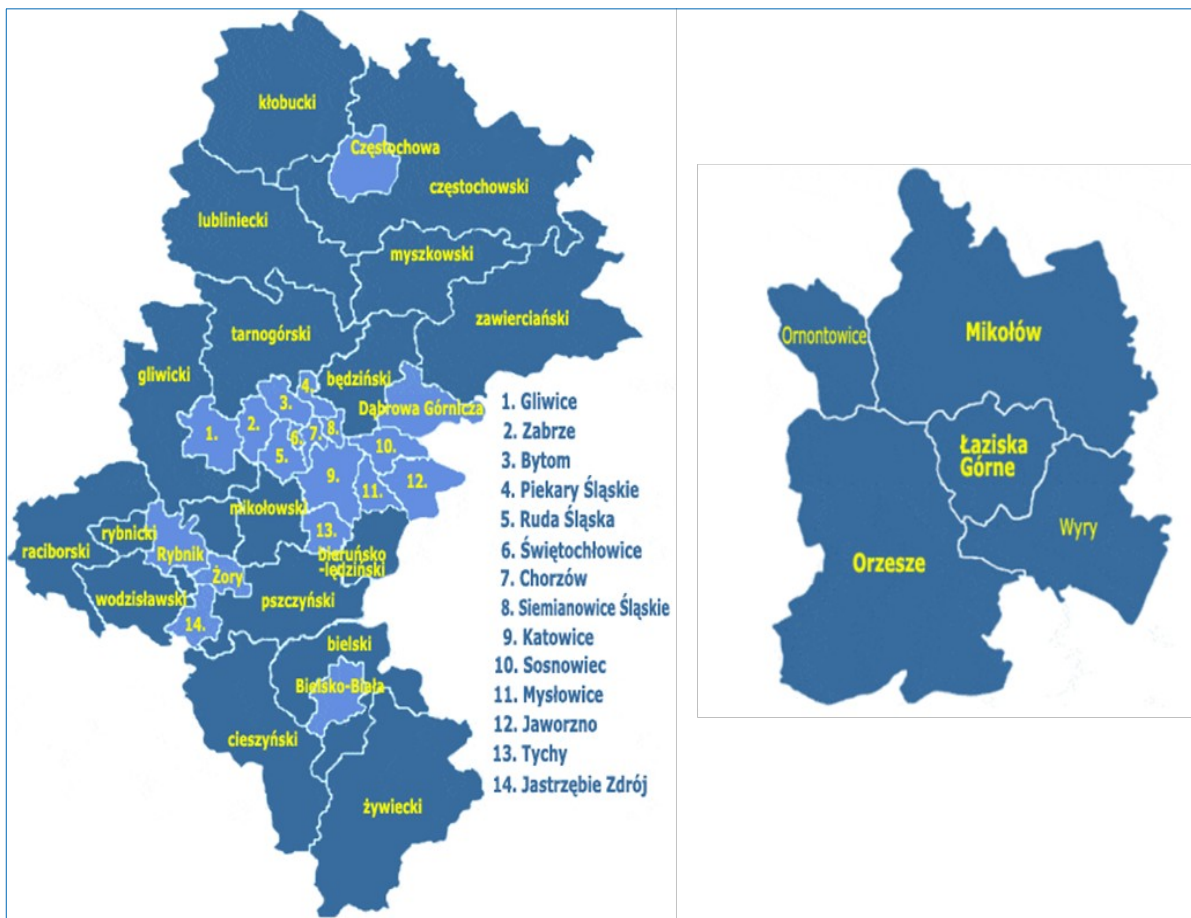 kłobucki
Częstochowa
częstochowski
lubliniecki
myszkowski
zawierciański
tarnogórski
gliwicki
będziński
Dąbrowa Górnicza
4.
3.
1.
2.
6.
7.
8.
5.
10.
9.
11.
12.
mikołowski
13.
rybnicki
raciborski
Rybnik
Bieruńsko
-lędziński
Żory
wodzisławski
pszczyński
14.
bielski
Bielsko-Biała
cieszyński
żywiecki
1. Gliwice
2. Zabrze
3. Bytom
4. Piekary Śląskie
5. Ruda Śląska
6. Świętochłowice
7. Chorzów
8. Siemianowice Śląskie
9. Katowice
10. Sosnowiec
11. Mysłowice
12. Jaworzno
13. Tychy
14. Jastrzębie Zdrój
Ornontowice
Mikołów
Łaziska
Górne
Wyry
Orzesze